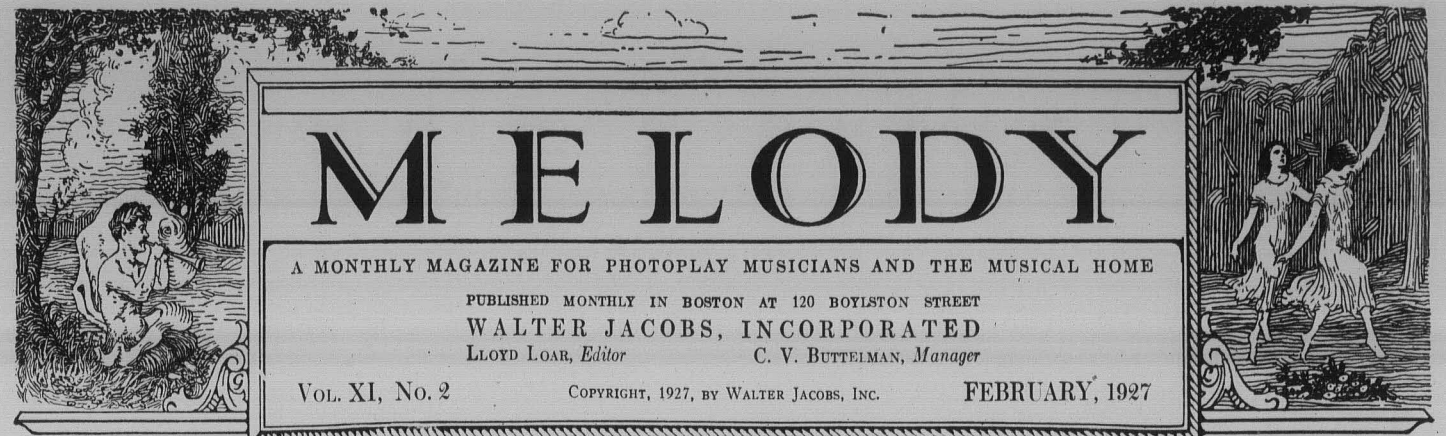 MELODY
A MONTHLY MAGAZINE FOR PHOTOPLAY MUSICIANS AND THE MUSICAL HOME
PUBLISHED MONTHLY IN BOSTON AT 120 BOYLSTON STREET
WALTER JACOBS, INCORPORATED
LLOYD LOAR, Editor C. V. BUTTELMAN, Manager
VOL. XI, No. 2 COPYRIGHT, 1927, BY WALTER JACOBS, INC. FEBRUARY, 1927